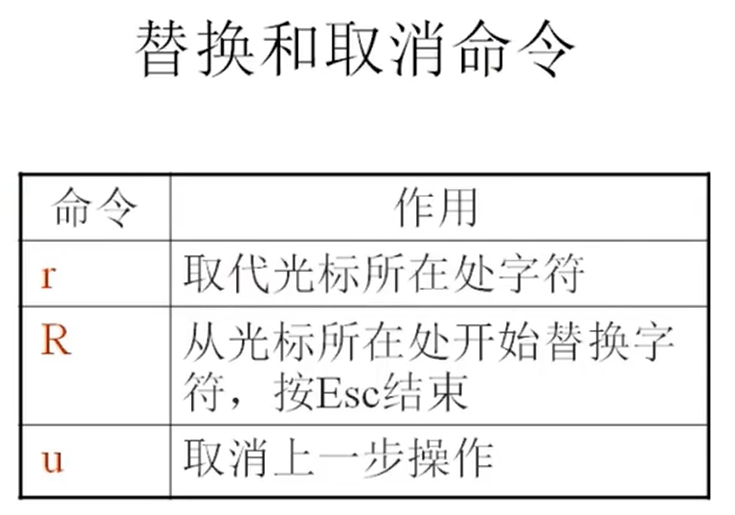 替换和取消命令
命令 作用
r 取代光标所在处字符
R 从光标所在处开始替换字
符，按Esc结束
u 取消上一步操作